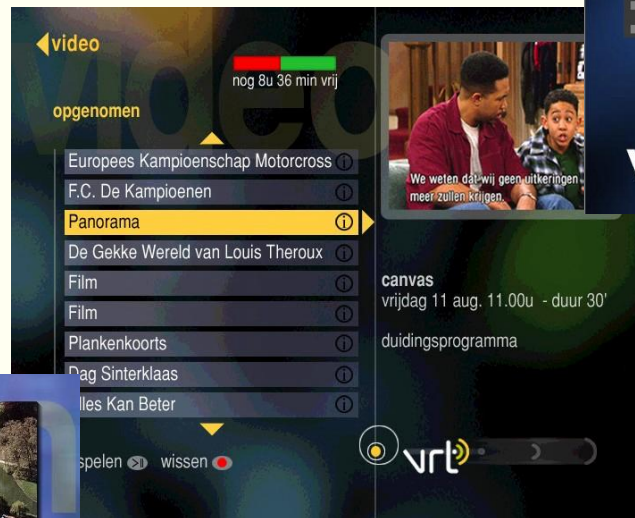 video
nog 8u 36 min vrij
opgenomen
Europees Kampioenschap Motorcross
F.C. De Kampioenen
Panorama
De Gekke Wereld van Louis Theroux
Film
Film
Plankenkoorts
Dag Sinterklaas
lles Kan Beter
spelen wissen
We weten dat wij geen uitkeringen
meer zullen krijgen.
canvas
vrijdag 11 aug. 11.00u - duur 30'
duidingsprogramma
vrt